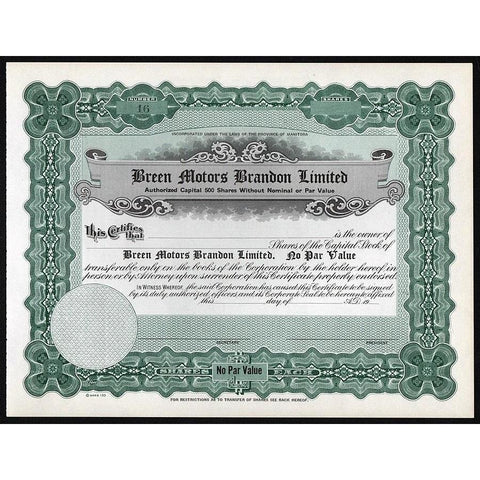 NUMBER
16
SHARES
INCORPORATED UNDER THE LAWS OF THE PROVINCE OF MANITOBA
Breen Motors Brandon Limited
Authorized Capital 500 Shares Without Nominal or Par Value
This Certifies
that
is the owner of
Shares of the Capital Stock of
Breen Motors Brandon Limited. No Par Value
transferable only on the books of the Corporation by the holder hereof in
person or by Attorney upon surrender of this Certificate properly endorsed.
IN WITNESS WHEREOF, the said Corporation has caused this Certificate to be signed
by its duly authorized officers and its Corporate Seal to be hereunto affixed
this day of A.D. 19
SECRETARY
PRESIDENT
SHARES No Par Value EACH
FOR RESTRICTIONS AS TO TRANSFER OF SHARES SEE BACK HEREOF.